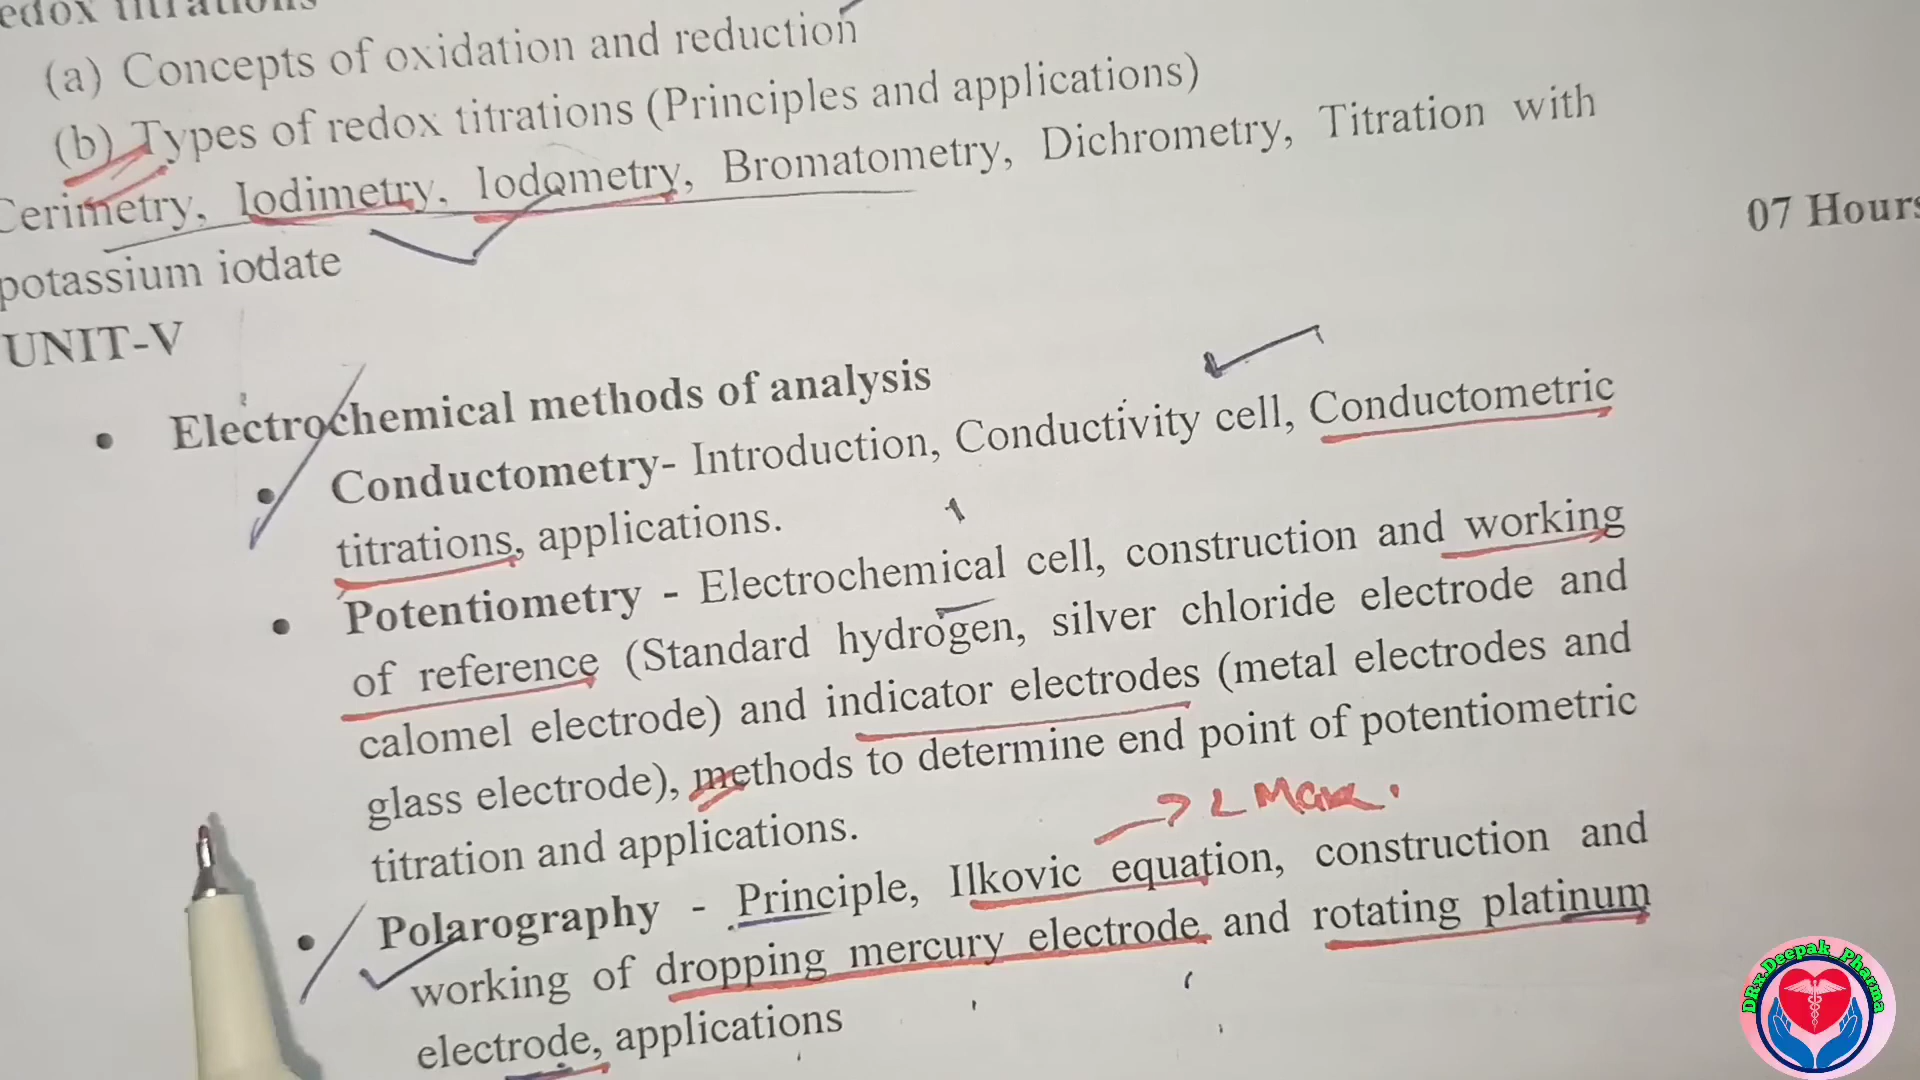 edox titrations
(a) Concepts of oxidation and reduction
(b) Types of redox titrations (Principles and applications)
Cerimetry, Iodimetry, Iodometry, Bromatometry, Dichrometry, Titration with
potassium iodate
07 Hours
UNIT-V
• Electrochemical methods of analysis
• Conductometry- Introduction, Conductivity cell, Conductometric
titrations, applications.
• Potentiometry - Electrochemical cell, construction and working
of reference (Standard hydrogen, silver chloride electrode and
calomel electrode) and indicator electrodes (metal electrodes and
glass electrode), methods to determine end point of potentiometric
titration and applications.
→ 2 Mark.
• Polarography - Principle, Ilkovic equation, construction and
working of dropping mercury electrode and rotating platinum
electrode, applications
DRx.Deepak_Pharma